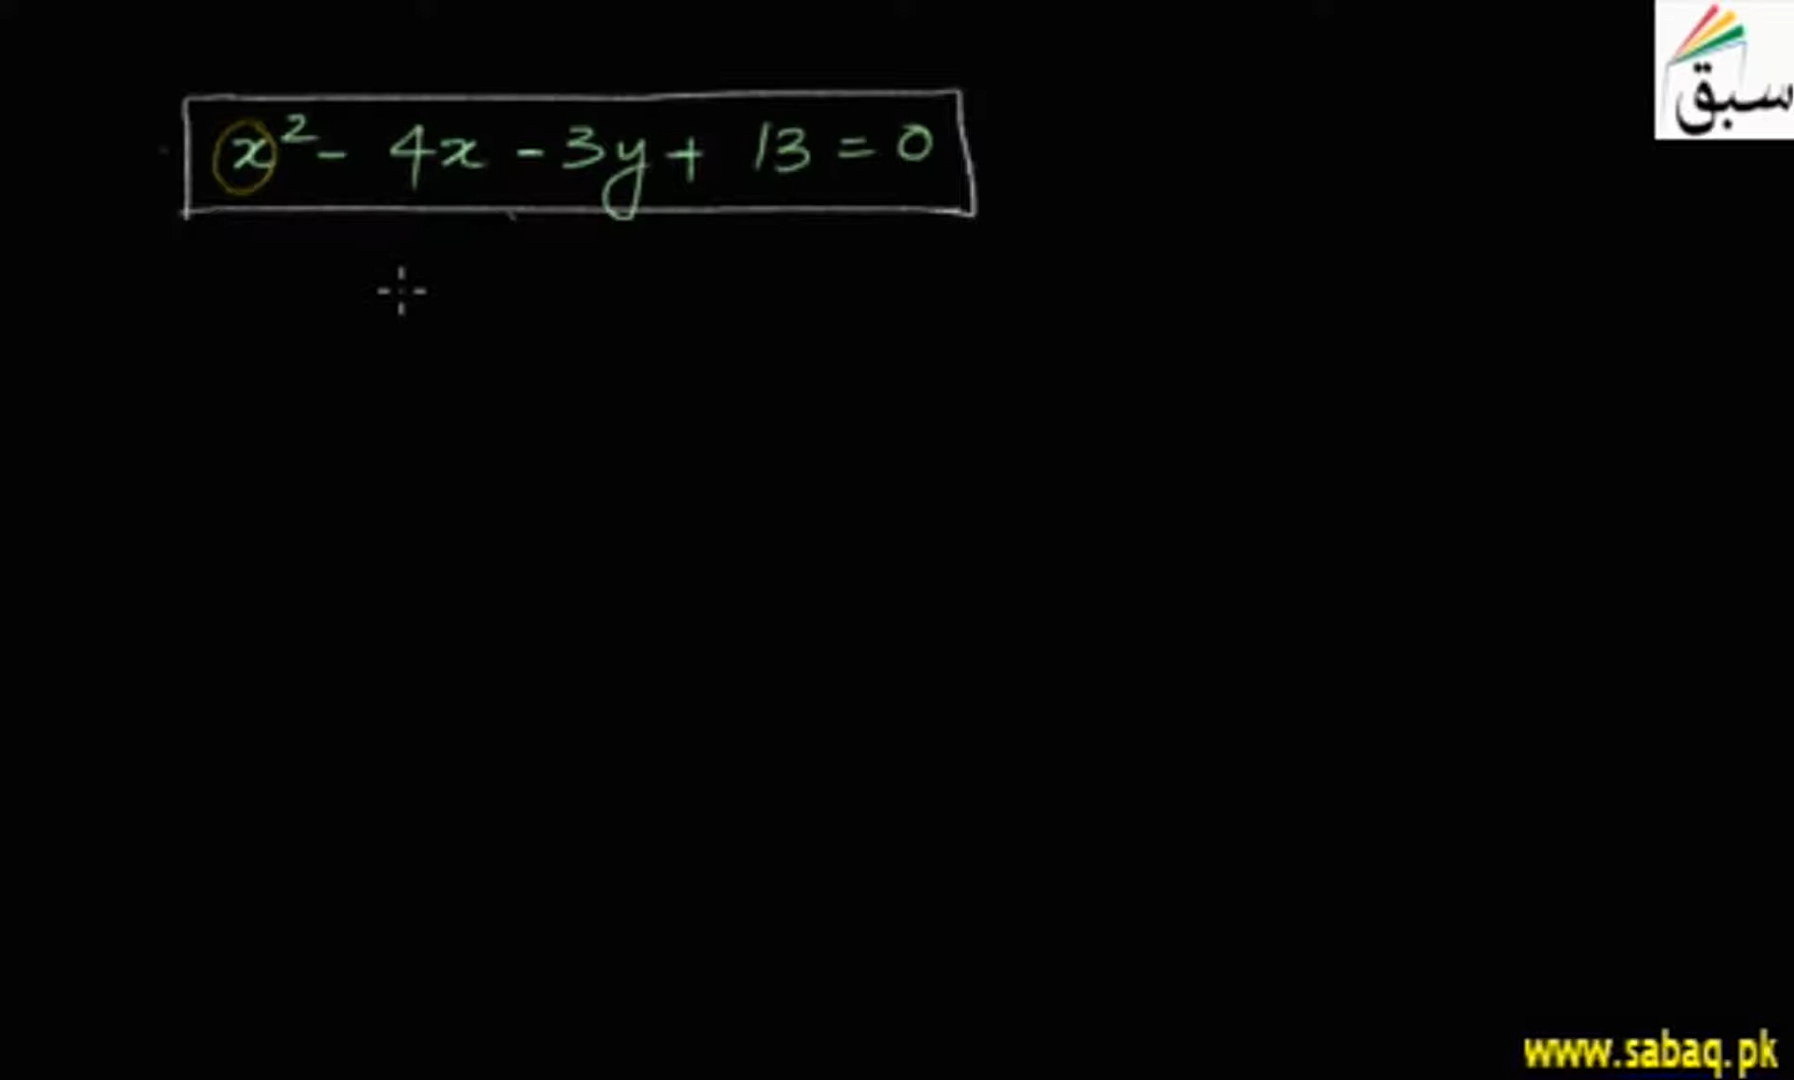 x² - 4x - 3y + 13 = 0
سبق
www.sabaq.pk